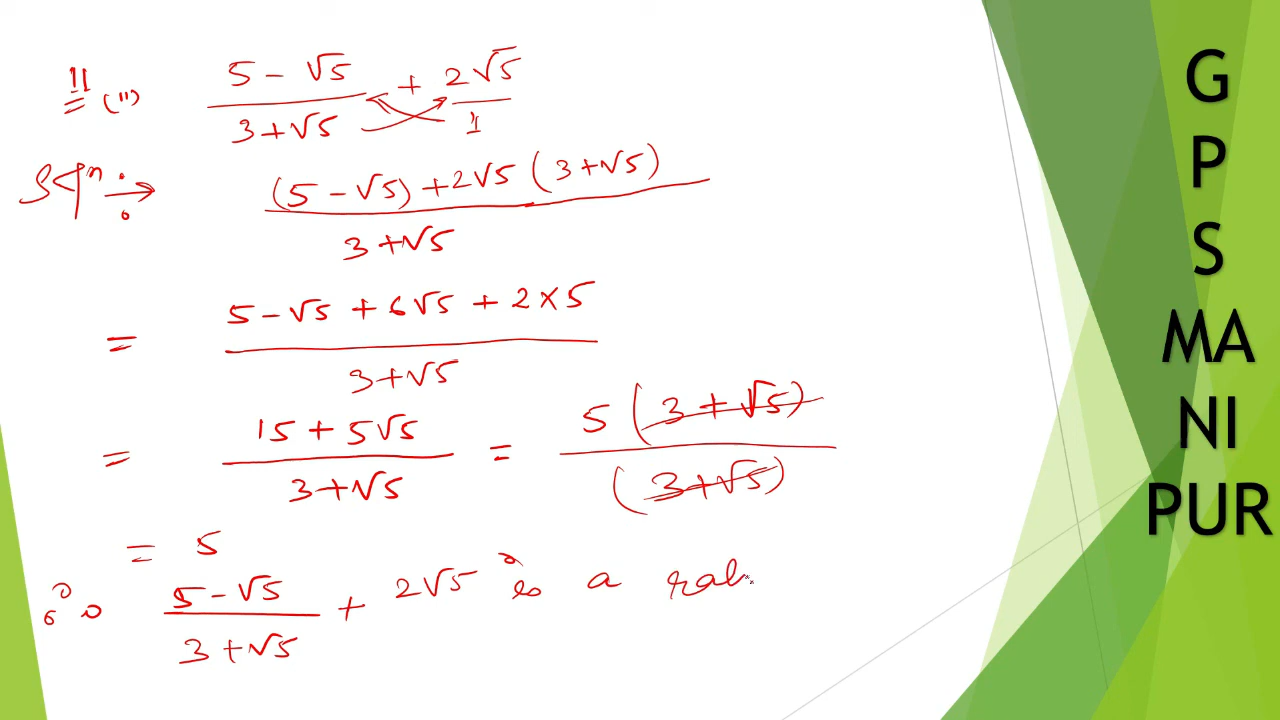 11 (ii) 5 - √5 / 3 + √5 + 2√5 / 1
Solⁿ : → (5 - √5) + 2√5 (3 + √5) / 3 + √5
= 5 - √5 + 6√5 + 2 × 5 / 3 + √5
= 15 + 5√5 / 3 + √5 = 5 (3 + √5) / (3 + √5)
= 5
∴ 5 - √5 / 3 + √5 + 2√5 is a
G
P
S
MA
NI
PUR